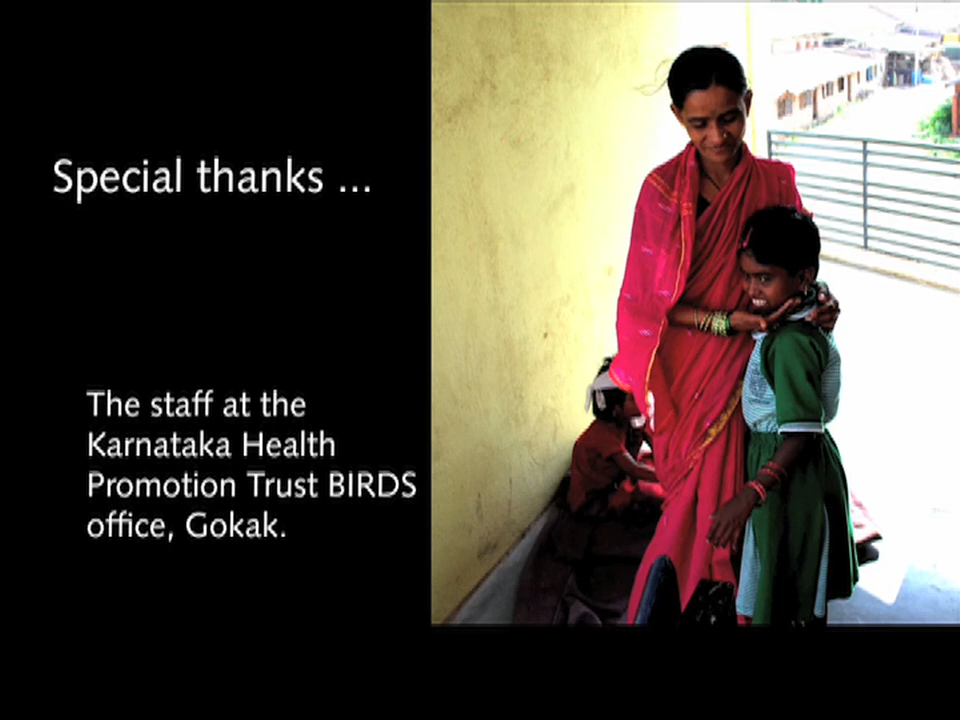 Special thanks ...
The staff at the
Karnataka Health
Promotion Trust BIRDS
office, Gokak.